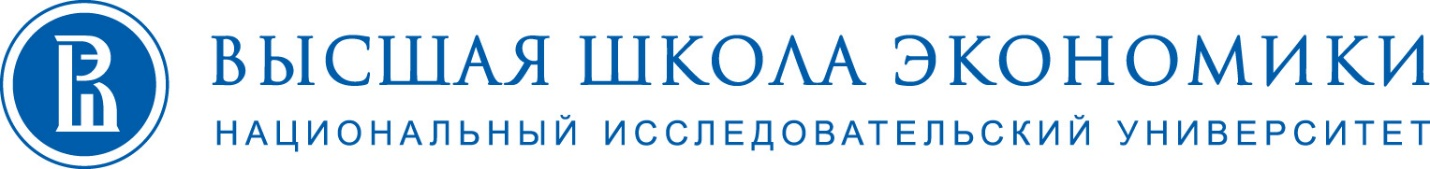 ВЫСШАЯ ШКОЛА ЭКОНОМИКИ
НАЦИОНАЛЬНЫЙ ИССЛЕДОВАТЕЛЬСКИЙ УНИВЕРСИТЕТ